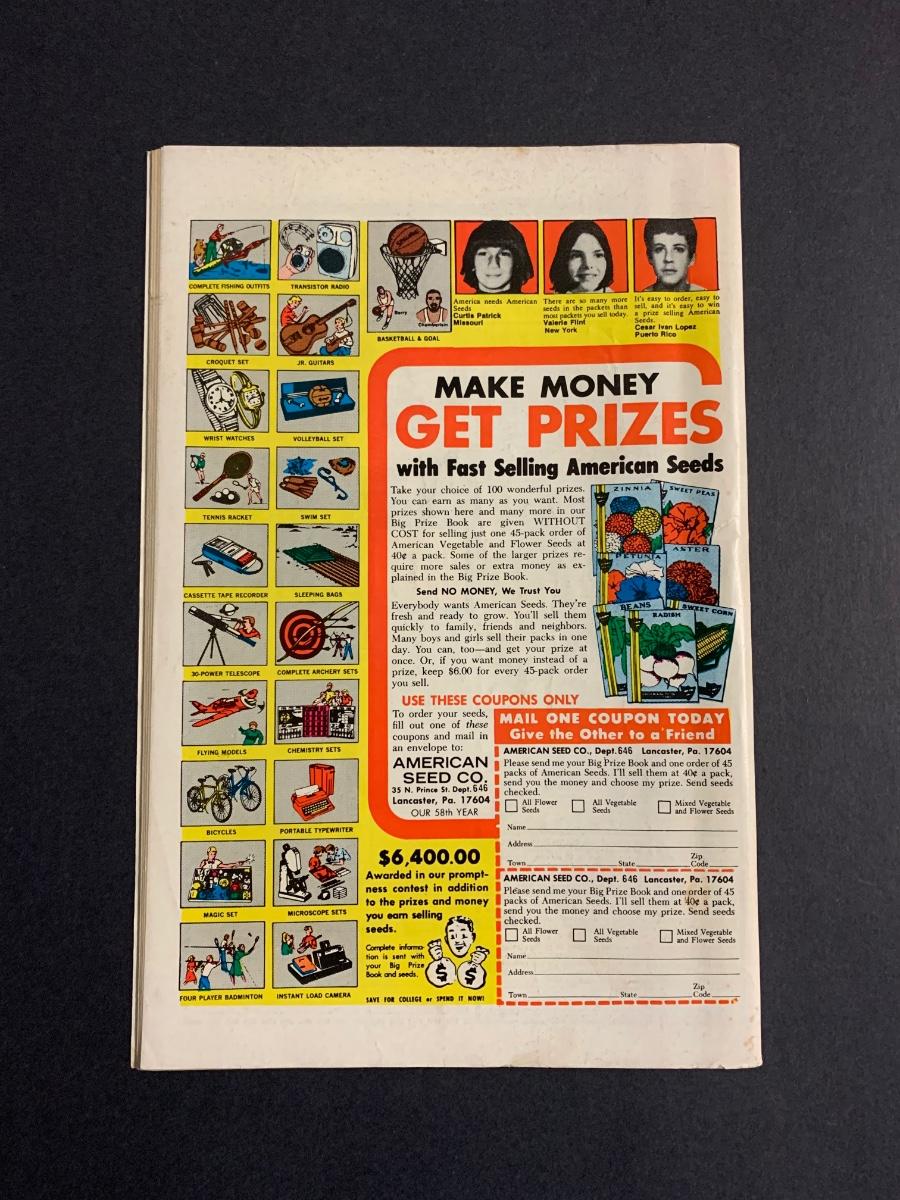 COMPLETE FISHING OUTFITS
TRANSISTOR RADIO
CROQUET SET
JR. GUITARS
WRIST WATCHES
VOLLEYBALL SET
TENNIS RACKET
SWIM SET
CASSETTE TAPE RECORDER
SLEEPING BAGS
30-POWER TELESCOPE
COMPLETE ARCHERY SETS
FLYING MODELS
CHEMISTRY SETS
BICYCLES
PORTABLE TYPEWRITER
MAGIC SET
MICROSCOPE SETS
FOUR PLAYER BADMINTON
INSTANT LOAD CAMERA
SPALDING
Barry
Chamberlain
BASKETBALL & GOAL
America needs American
Seeds
Curtis Patrick
Missouri
There are so many more
seeds in the packets than
most packets you sell today.
Valerie Flint
New York
It's easy to order, easy to
sell, and it's easy to win
a prize selling American
Seeds.
Cesar Ivan Lopez
Puerto Rico
MAKE MONEY
GET PRIZES
with Fast Selling American Seeds
Take your choice of 100 wonderful prizes.
You can earn as many as you want. Most
prizes shown here and many more in our
Big Prize Book are given WITHOUT
COST for selling just one 45-pack order of
American Vegetable and Flower Seeds at
40¢ a pack. Some of the larger prizes re-
quire more sales or extra money as ex-
plained in the Big Prize Book.
Send NO MONEY, We Trust You
Everybody wants American Seeds. They're
fresh and ready to grow. You'll sell them
quickly to family, friends and neighbors.
Many boys and girls sell their packs in one
day. You can, too—and get your prize at
once. Or, if you want money instead of a
prize, keep $6.00 for every 45-pack order
you sell.
ZINNIA
SWEET PEAS
PETUNIA
ASTER
BEANS
RADISH
SWEET CORN
USE THESE COUPONS ONLY
To order your seeds,
fill out one of these
coupons and mail in
an envelope to:
AMERICAN
SEED CO.
35 N. Prince St. Dept. 646
Lancaster, Pa. 17604
OUR 58th YEAR
MAIL ONE COUPON TODAY
Give the Other to a Friend
AMERICAN SEED CO., Dept. 646 Lancaster, Pa. 17604
Please send me your Big Prize Book and one order of 45
packs of American Seeds. I'll sell them at 40¢ a pack,
send you the money and choose my prize. Send seeds
checked.
All Flower Seeds
All Vegetable Seeds
Mixed Vegetable and Flower Seeds
Name
Address
Town State Zip Code
AMERICAN SEED CO., Dept. 646 Lancaster, Pa. 17604
Please send me your Big Prize Book and one order of 45
packs of American Seeds. I'll sell them at 40¢ a pack,
send you the money and choose my prize. Send seeds
checked.
All Flower Seeds
All Vegetable Seeds
Mixed Vegetable and Flower Seeds
Name
Address
Town State Zip Code
$6,400.00
Awarded in our prompt-
ness contest in addition
to the prizes and money
you earn selling
seeds.
Complete informa-
tion is sent with
your Big Prize
Book and seeds.
$ $
SAVE FOR COLLEGE or SPEND IT NOW!